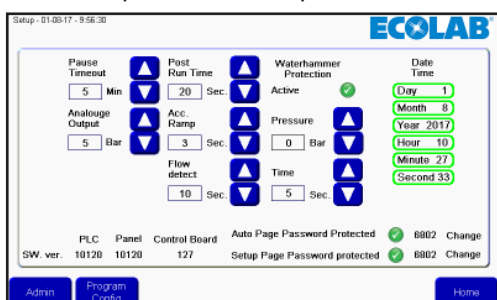 Setup - 01-08-17 - 9:56:30
ECOLAB®
Pause Timeout
5 Min
Post Run Time
20 Sec.
Waterhammer Protection
Active
Date Time
Day 1
Month 8
Year 2017
Hour 10
Minute 27
Second 33
Analouge Output
5 Bar
Acc. Ramp
3 Sec.
Pressure
0 Bar
Flow detect
10 Sec.
Time
5 Sec.
PLC Panel Control Board
SW. ver. 10120 10120 127
Auto Page Password Protected 6802 Change
Setup Page Password protected 6802 Change
Admin
Program Config
Home